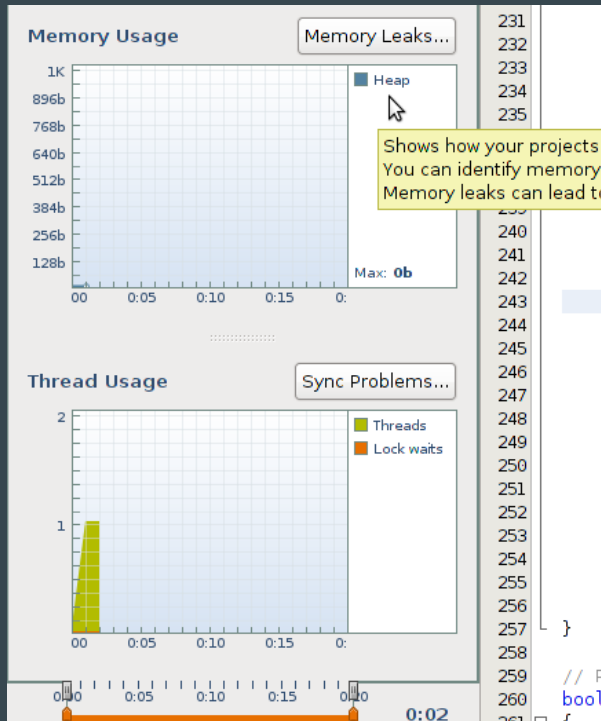 Memory Usage
Memory Leaks...
1K
896b
768b
640b
512b
384b
256b
128b
Heap
Max: 0b
00 0:05 0:10 0:15 0:
Shows how your projects
You can identify memory
Memory leaks can lead to
Thread Usage
Sync Problems...
2
1
Threads
Lock waits
00 0:05 0:10 0:15 0:
0:00 0:05 0:10 0:15 0:20
0:02
231
232
233
234
235
240
241
242
243
244
245
246
247
248
249
250
251
252
253
254
255
256
257 }
258
259 //
260 bool
261 {